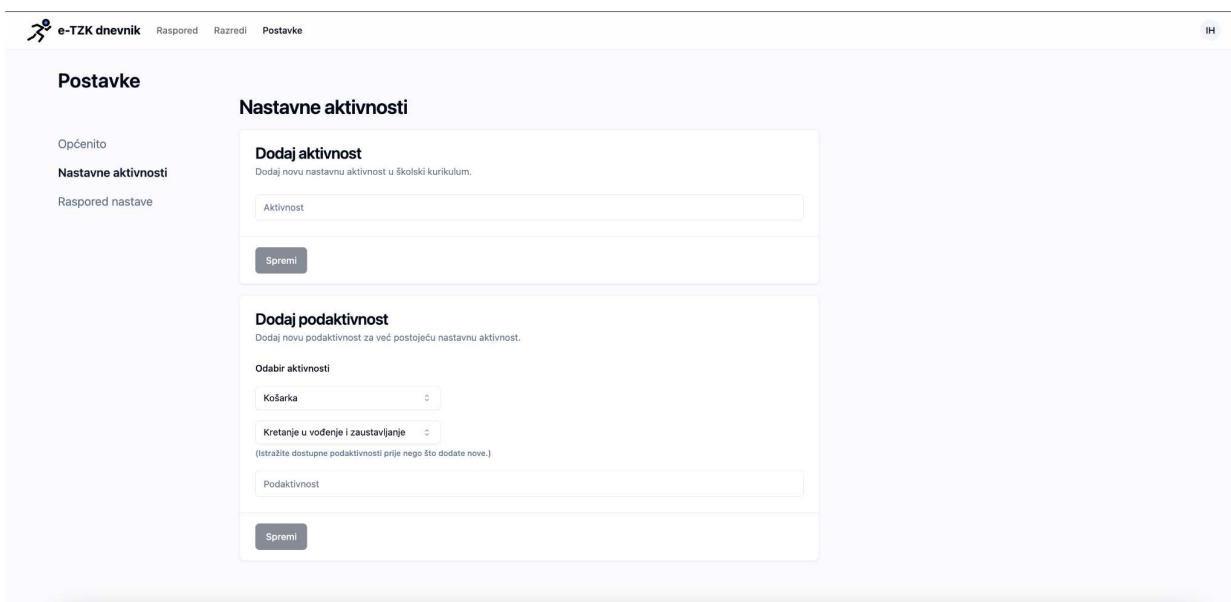 e-TZK dnevnik Raspored Razredi Postavke IH
Postavke
Općenito
Nastavne aktivnosti
Raspored nastave
Nastavne aktivnosti
Dodaj aktivnost
Dodaj novu nastavnu aktivnost u školski kurikulum.
Aktivnost
Spremi
Dodaj podaktivnost
Dodaj novu podaktivnost za već postojeću nastavnu aktivnost.
Odabir aktivnosti
Košarka
Kretanje u vođenje i zaustavljanje
(Istražite dostupne podaktivnosti prije nego što dodate nove.)
Podaktivnost
Spremi